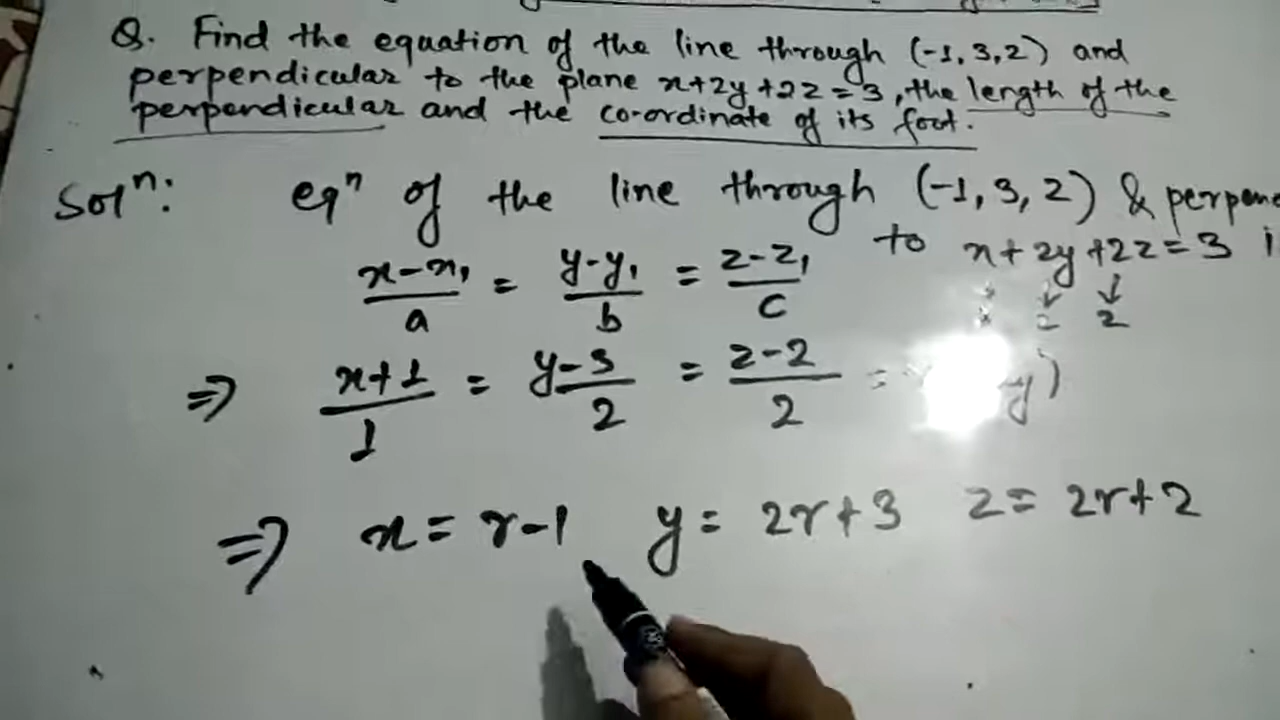 Q. Find the equation of the line through (-1, 3, 2) and
perpendicular to the plane x+2y+2z=3, the length of the
perpendicular and the co-ordinate of its foot.
Solⁿ: eqⁿ of the line through (-1, 3, 2) &
to x+2y+2z=3
x-x₁/a = y-y₁/b = z-z₁/c
↓ ↓
2 2
⇒ x+1/1 = y-3/2 = z-2/2 =
⇒ x = r-1 y = 2r+3 z = 2r+2